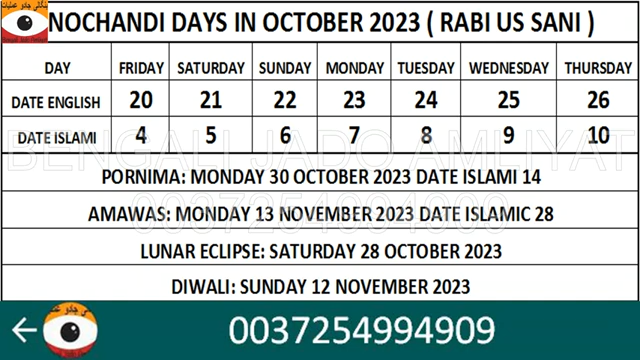 NOCHANDI DAYS IN OCTOBER 2023 ( RABI US SANI )
DAY FRIDAY SATURDAY SUNDAY MONDAY TUESDAY WEDNESDAY THURSDAY
DATE ENGLISH 20 21 22 23 24 25 26
DATE ISLAMI 4 5 6 7 8 9 10
BENGALI JADO AMLIYAT
PORNIMA: MONDAY 30 OCTOBER 2023 DATE ISLAMI 14
AMAWAS: MONDAY 13 NOVEMBER 2023 DATE ISLAMIC 28
0037254994909
LUNAR ECLIPSE: SATURDAY 28 OCTOBER 2023
DIWALI: SUNDAY 12 NOVEMBER 2023
0037254994909